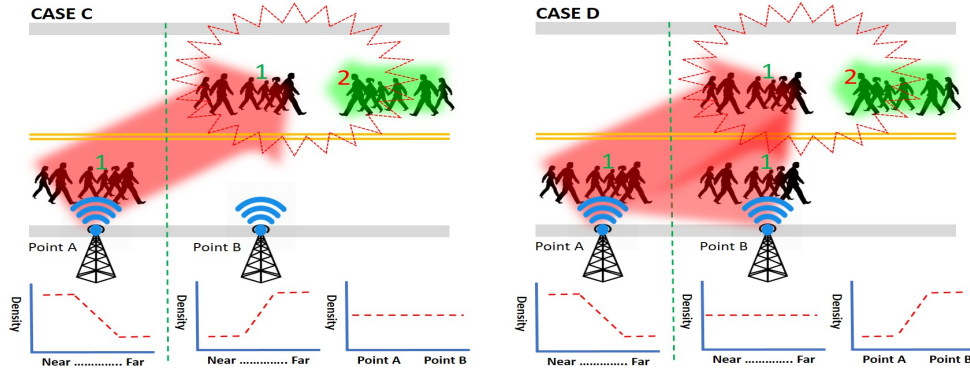 CASE C
1
2
1
Point A
Point B
Density
Near ............. Far
Density
Near ............. Far
Density
Point A Point B
CASE D
1
2
1
1
Point A
Point B
Density
Near ............. Far
Density
Near ............. Far
Density
Point A Point B